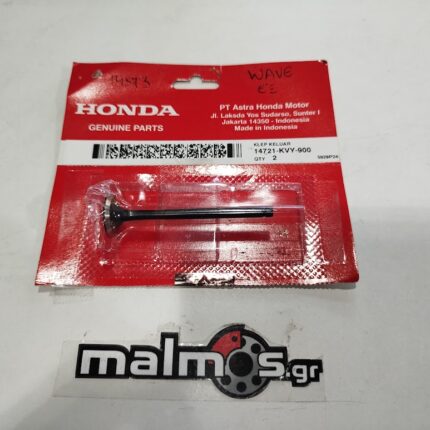 WAVE
HONDA
GENUINE PARTS
PT Astra Honda Motor
Jl. Laksda Yos Sudarso, Sunter I
Jakarta 14350 - Indonesia
Made in Indonesia
KLEP KELUAR
14721-KVY-900
QTY 2
malmos.gr